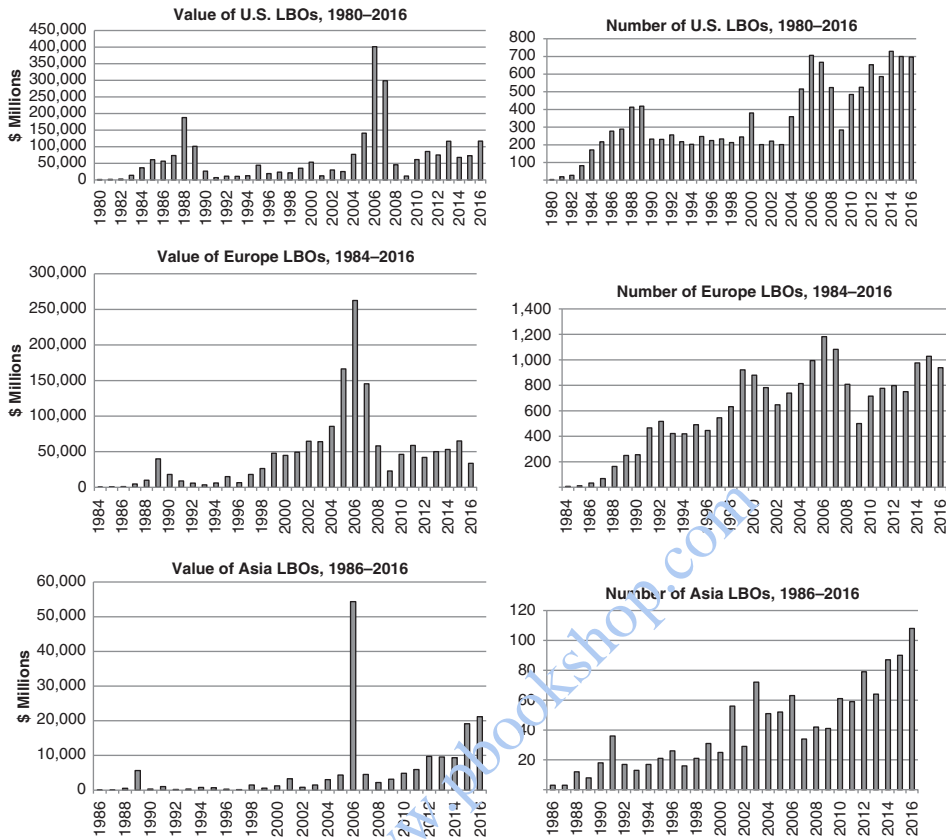 Value of U.S. LBOs, 1980–2016
$ Millions
450,000
400,000
350,000
300,000
250,000
200,000
150,000
100,000
50,000
0
1980 1982 1984 1986 1988 1990 1992 1994 1996 1998 2000 2002 2004 2006 2008 2010 2012 2014 2016
Number of U.S. LBOs, 1980–2016
800
700
600
500
400
300
200
100
1980 1982 1984 1986 1988 1990 1992 1994 1996 1998 2000 2002 2004 2006 2008 2010 2012 2014 2016
Value of Europe LBOs, 1984–2016
$ Millions
300,000
250,000
200,000
150,000
100,000
50,000
0
1984 1986 1988 1990 1992 1994 1996 1998 2000 2002 2004 2006 2008 2010 2012 2014 2016
Number of Europe LBOs, 1984–2016
1,400
1,200
1,000
800
600
400
200
1984 1986 1988 1990 1992 1994 1996 1998 2000 2002 2004 2006 2008 2010 2012 2014 2016
Value of Asia LBOs, 1986–2016
$ Millions
60,000
50,000
40,000
30,000
20,000
10,000
0
1986 1988 1990 1992 1994 1996 1998 2000 2002 2004 2006 2008 2010 2012 2014 2016
Number of Asia LBOs, 1986–2016
120
100
80
60
40
20
1986 1988 1990 1992 1994 1996 1998 2000 2002 2004 2006 2008 2010 2012 2014 2016
www.pbookshop.com